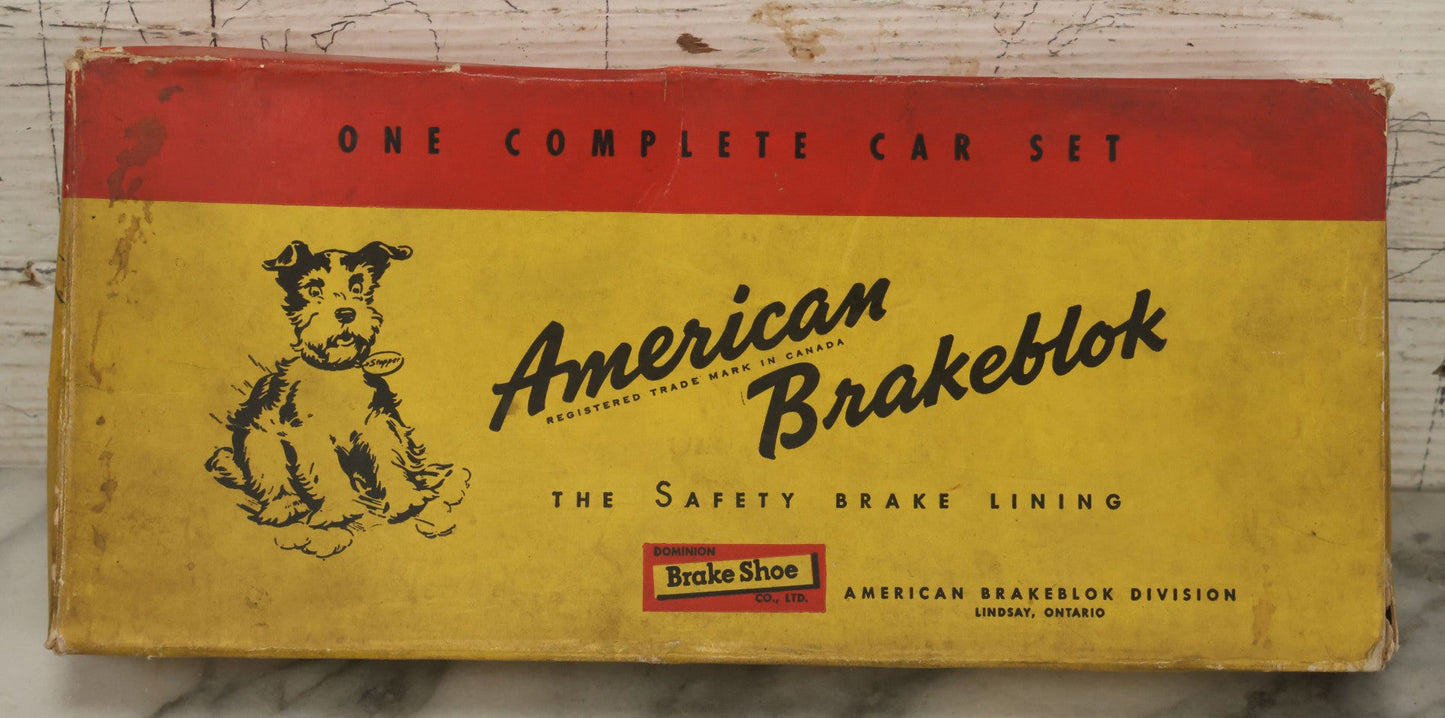 ONE COMPLETE CAR SET
Stopper
American
REGISTERED TRADE MARK IN CANADA
Brakeblok
THE SAFETY BRAKE LINING
DOMINION
Brake Shoe
CO., LTD.
AMERICAN BRAKEBLOK DIVISION
LINDSAY, ONTARIO